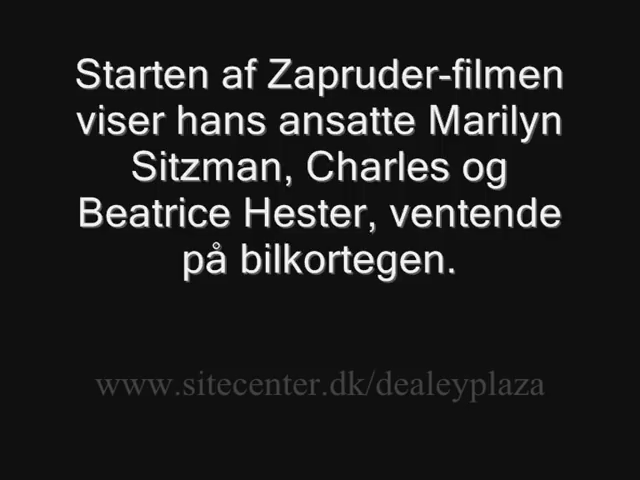 Starten af Zapruder-filmen
viser hans ansatte Marilyn
Sitzman, Charles og
Beatrice Hester, ventende
på bilkortegen.
www.sitecenter.dk/dealeyplaza